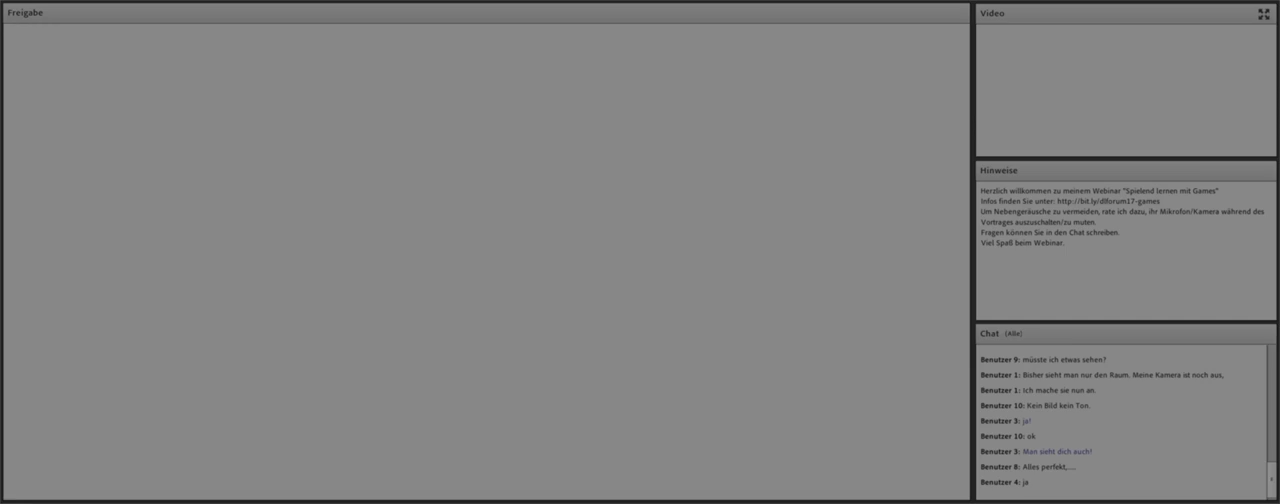 Freigabe
Video
Hinweise
Herzlich willkommen zu meinem Webinar "Spielend lernen mit Games"
Infos finden Sie unter: http://bit.ly/dlforum17-games
Um Nebengeräusche zu vermeiden, rate ich dazu, ihr Mikrofon/Kamera während des
Vortrages auszuschalten/zu muten.
Fragen können Sie in den Chat schreiben.
Viel Spaß beim Webinar.
Chat (Alle)
Benutzer 9: müsste ich etwas sehen?
Benutzer 1: Bisher sieht man nur den Raum. Meine Kamera ist noch aus,
Benutzer 1: Ich mache sie nun an.
Benutzer 10: Kein Bild kein Ton.
Benutzer 3: ja!
Benutzer 10: ok
Benutzer 3: Man sieht dich auch!
Benutzer 8: Alles perfekt,....
Benutzer 4: ja